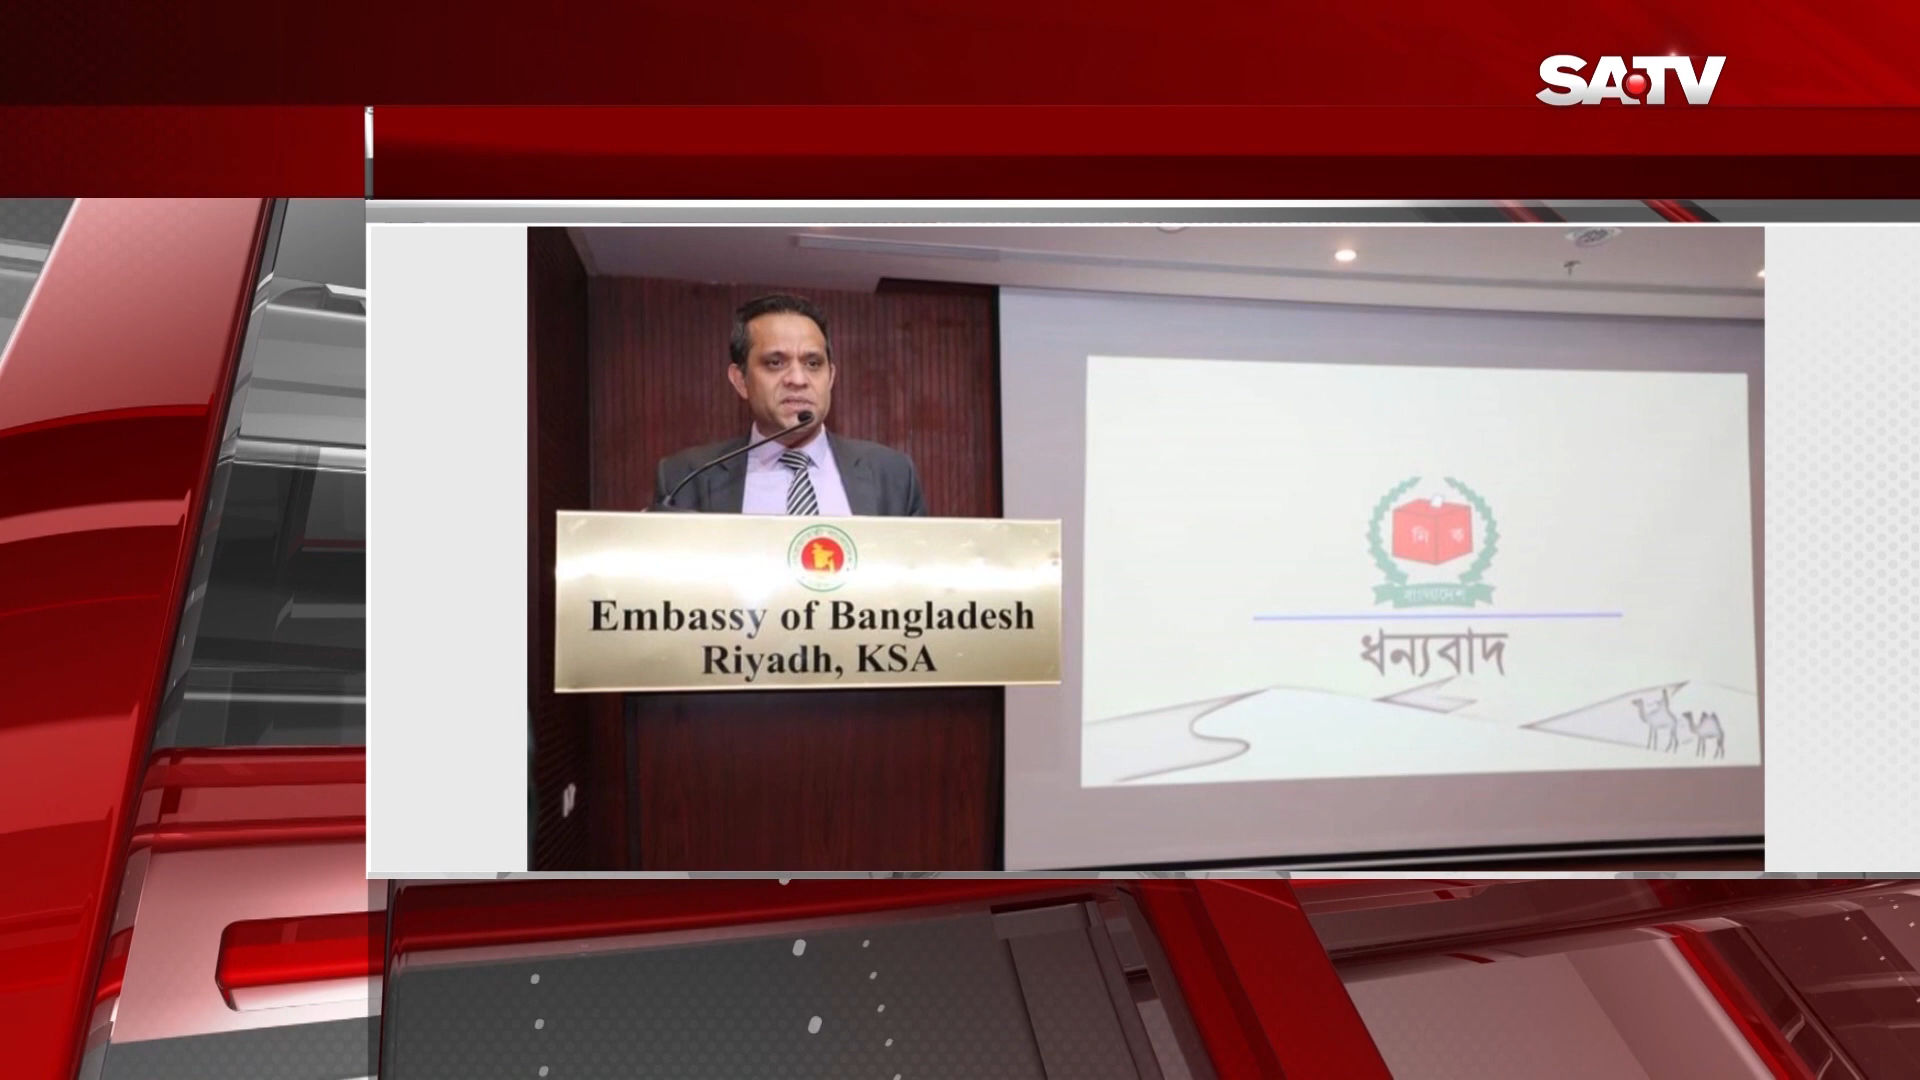 SATV
Embassy of Bangladesh
Riyadh, KSA
নি ক
বাংলাদেশ
ধন্যবাদ